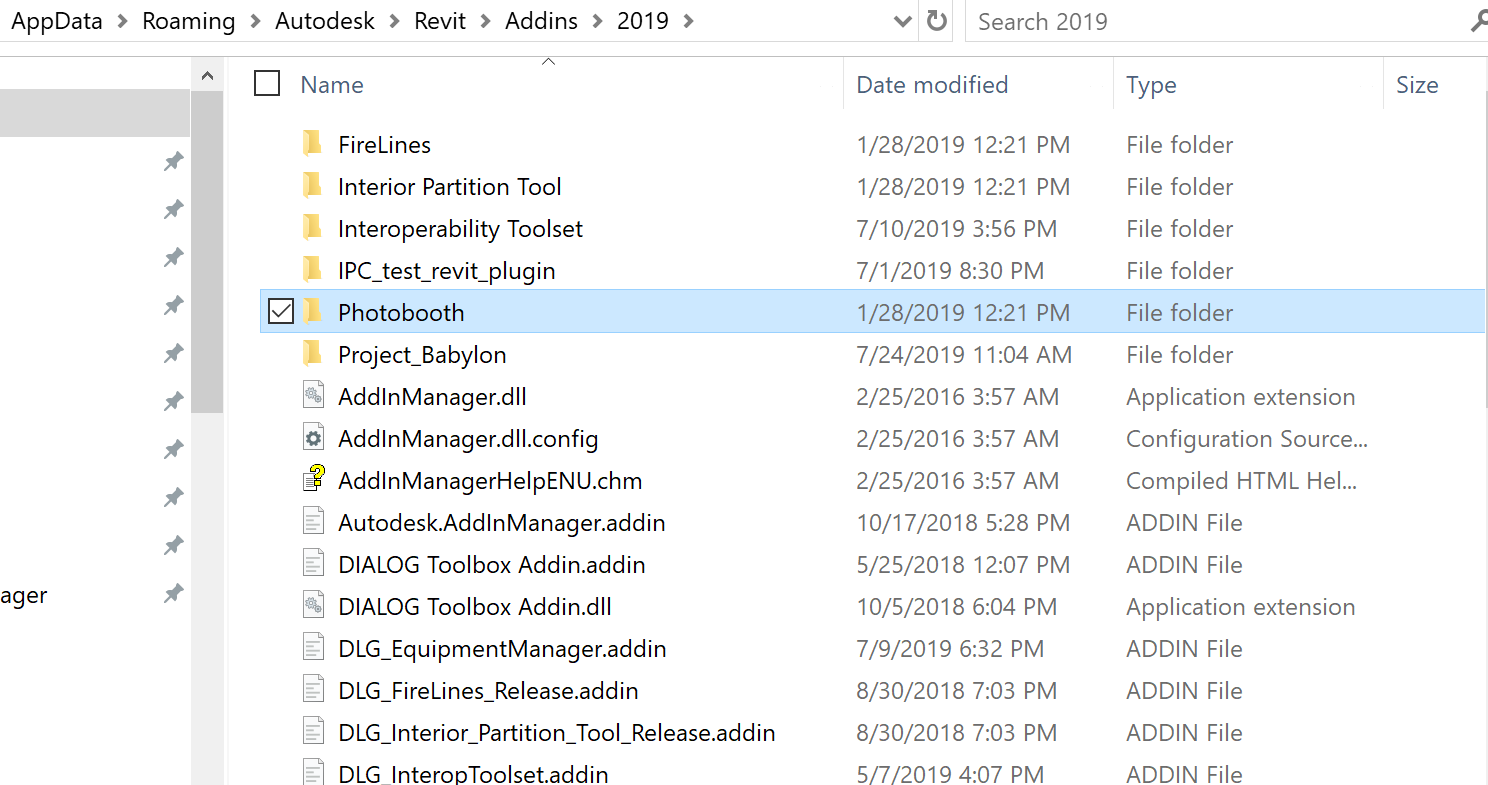 AppData > Roaming > Autodesk > Revit > Addins > 2019 > Search 2019
Name Date modified Type Size
FireLines 1/28/2019 12:21 PM File folder
Interior Partition Tool 1/28/2019 12:21 PM File folder
Interoperability Toolset 7/10/2019 3:56 PM File folder
IPC_test_revit_plugin 7/1/2019 8:30 PM File folder
Photobooth 1/28/2019 12:21 PM File folder
Project_Babylon 7/24/2019 11:04 AM File folder
AddInManager.dll 2/25/2016 3:57 AM Application extension
AddInManager.dll.config 2/25/2016 3:57 AM Configuration Source...
AddInManagerHelpENU.chm 2/25/2016 3:57 AM Compiled HTML Hel...
Autodesk.AddInManager.addin 10/17/2018 5:28 PM ADDIN File
DIALOG Toolbox Addin.addin 5/25/2018 12:07 PM ADDIN File
ager DIALOG Toolbox Addin.dll 10/5/2018 6:04 PM Application extension
DLG_EquipmentManager.addin 7/9/2019 6:32 PM ADDIN File
DLG_FireLines_Release.addin 8/30/2018 7:03 PM ADDIN File
DLG_Interior_Partition_Tool_Release.addin 8/30/2018 7:03 PM ADDIN File
DLG_InteropToolset.addin 5/7/2019 4:07 PM ADDIN File